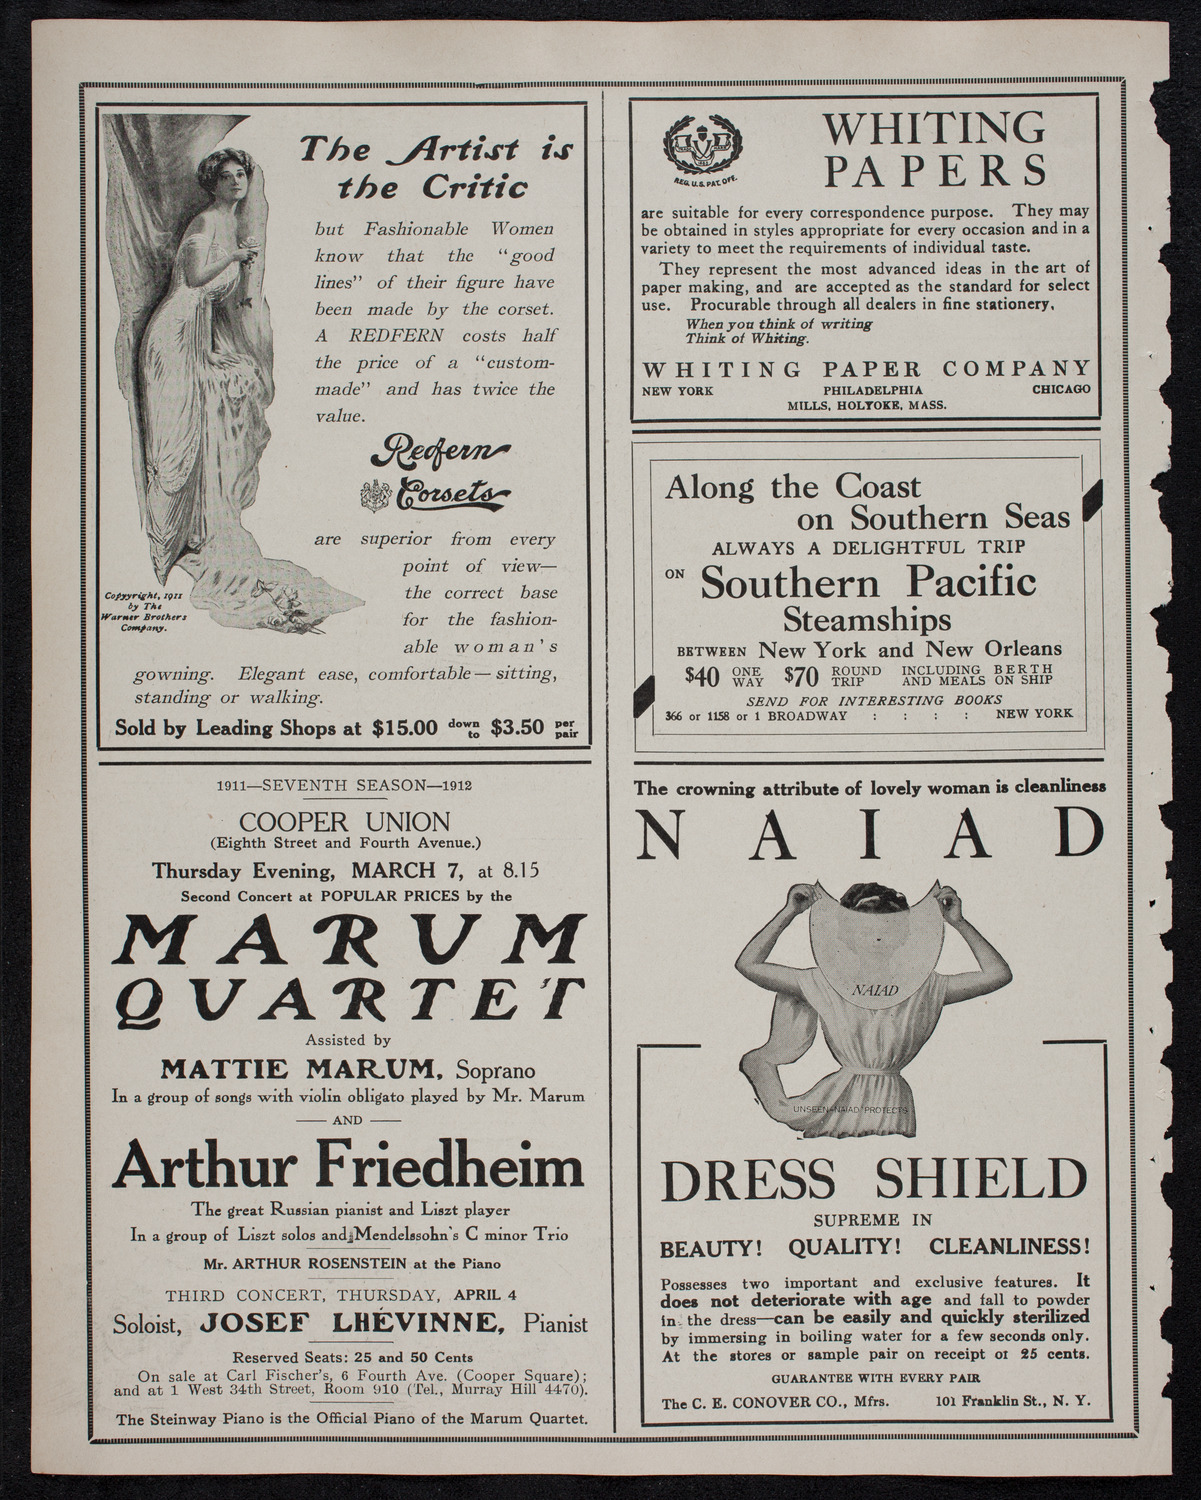 The Artist is
the Critic
but Fashionable Women
know that the "good
lines" of their figure have
been made by the corset.
A REDFERN costs half
the price of a "custom-
made" and has twice the
value.
Redfern
Corsets
are superior from every
point of view—
the correct base
for the fashion-
able woman's
gowning. Elegant ease, comfortable—sitting,
standing or walking.
Copyright, 1911
by The
Warner Brothers
Company.
Sold by Leading Shops at $15.00 down to $3.50 per pair
1911—SEVENTH SEASON—1912
COOPER UNION
(Eighth Street and Fourth Avenue.)
Thursday Evening, MARCH 7, at 8.15
Second Concert at POPULAR PRICES by the
MARUM
QUARTET
Assisted by
MATTIE MARUM, Soprano
In a group of songs with violin obligato played by Mr. Marum
AND
Arthur Friedheim
The great Russian pianist and Liszt player
In a group of Liszt solos and Mendelssohn's C minor Trio
Mr. ARTHUR ROSENSTEIN at the Piano
THIRD CONCERT, THURSDAY, APRIL 4
Soloist, JOSEF LHÉVINNE, Pianist
Reserved Seats: 25 and 50 Cents
On sale at Carl Fischer's, 6 Fourth Ave. (Cooper Square);
and at 1 West 34th Street, Room 910 (Tel., Murray Hill 4470).
The Steinway Piano is the Official Piano of the Marum Quartet.
REG. U.S. PAT. OFF.
WHITING
PAPERS
are suitable for every correspondence purpose. They may
be obtained in styles appropriate for every occasion and in a
variety to meet the requirements of individual taste.
They represent the most advanced ideas in the art of
paper making, and are accepted as the standard for select
use. Procurable through all dealers in fine stationery.
When you think of writing
Think of Whiting.
WHITING PAPER COMPANY
NEW YORK PHILADELPHIA CHICAGO
MILLS, HOLYOKE, MASS.
Along the Coast
on Southern Seas
ALWAYS A DELIGHTFUL TRIP
ON Southern Pacific
Steamships
BETWEEN New York and New Orleans
$40 ONE WAY $70 ROUND TRIP INCLUDING BERTH AND MEALS ON SHIP
SEND FOR INTERESTING BOOKS
366 or 1158 or 1 BROADWAY : : : : NEW YORK
The crowning attribute of lovely woman is cleanliness
NAIAD
NAIAD
UNSEEN-NAIAD PROTECTS
DRESS SHIELD
SUPREME IN
BEAUTY! QUALITY! CLEANLINESS!
Possesses two important and exclusive features. It
does not deteriorate with age and fall to powder
in the dress—can be easily and quickly sterilized
by immersing in boiling water for a few seconds only.
At the stores or sample pair on receipt of 25 cents.
GUARANTEE WITH EVERY PAIR
The C. E. CONOVER CO., Mfrs. 101 Franklin St., N. Y.